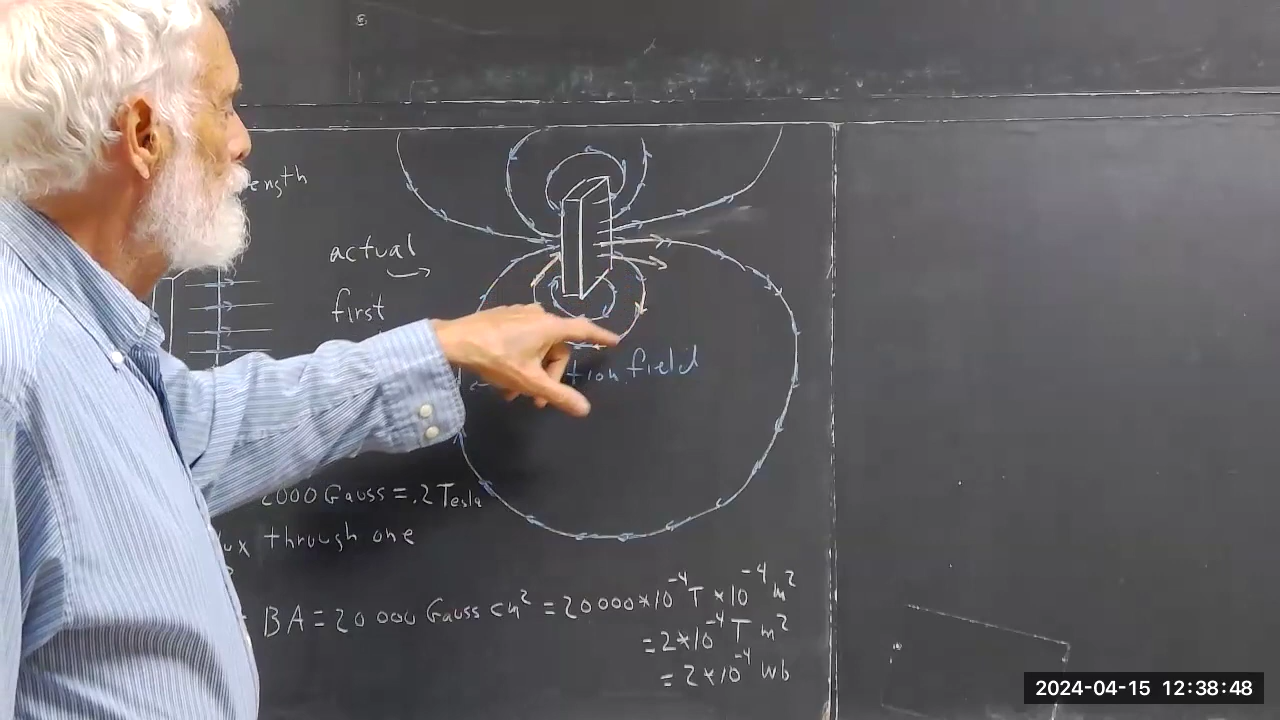 ength
actual
first
tion field
2000 Gauss = .2 Tesla
ux through one
BA = 20 000 Gauss cm² = 20000*10⁻⁴ T * 10⁻⁴ m²
= 2*10⁻⁴ T m²
= 2*10⁻⁴ Wb
2024-04-15 12:38:48